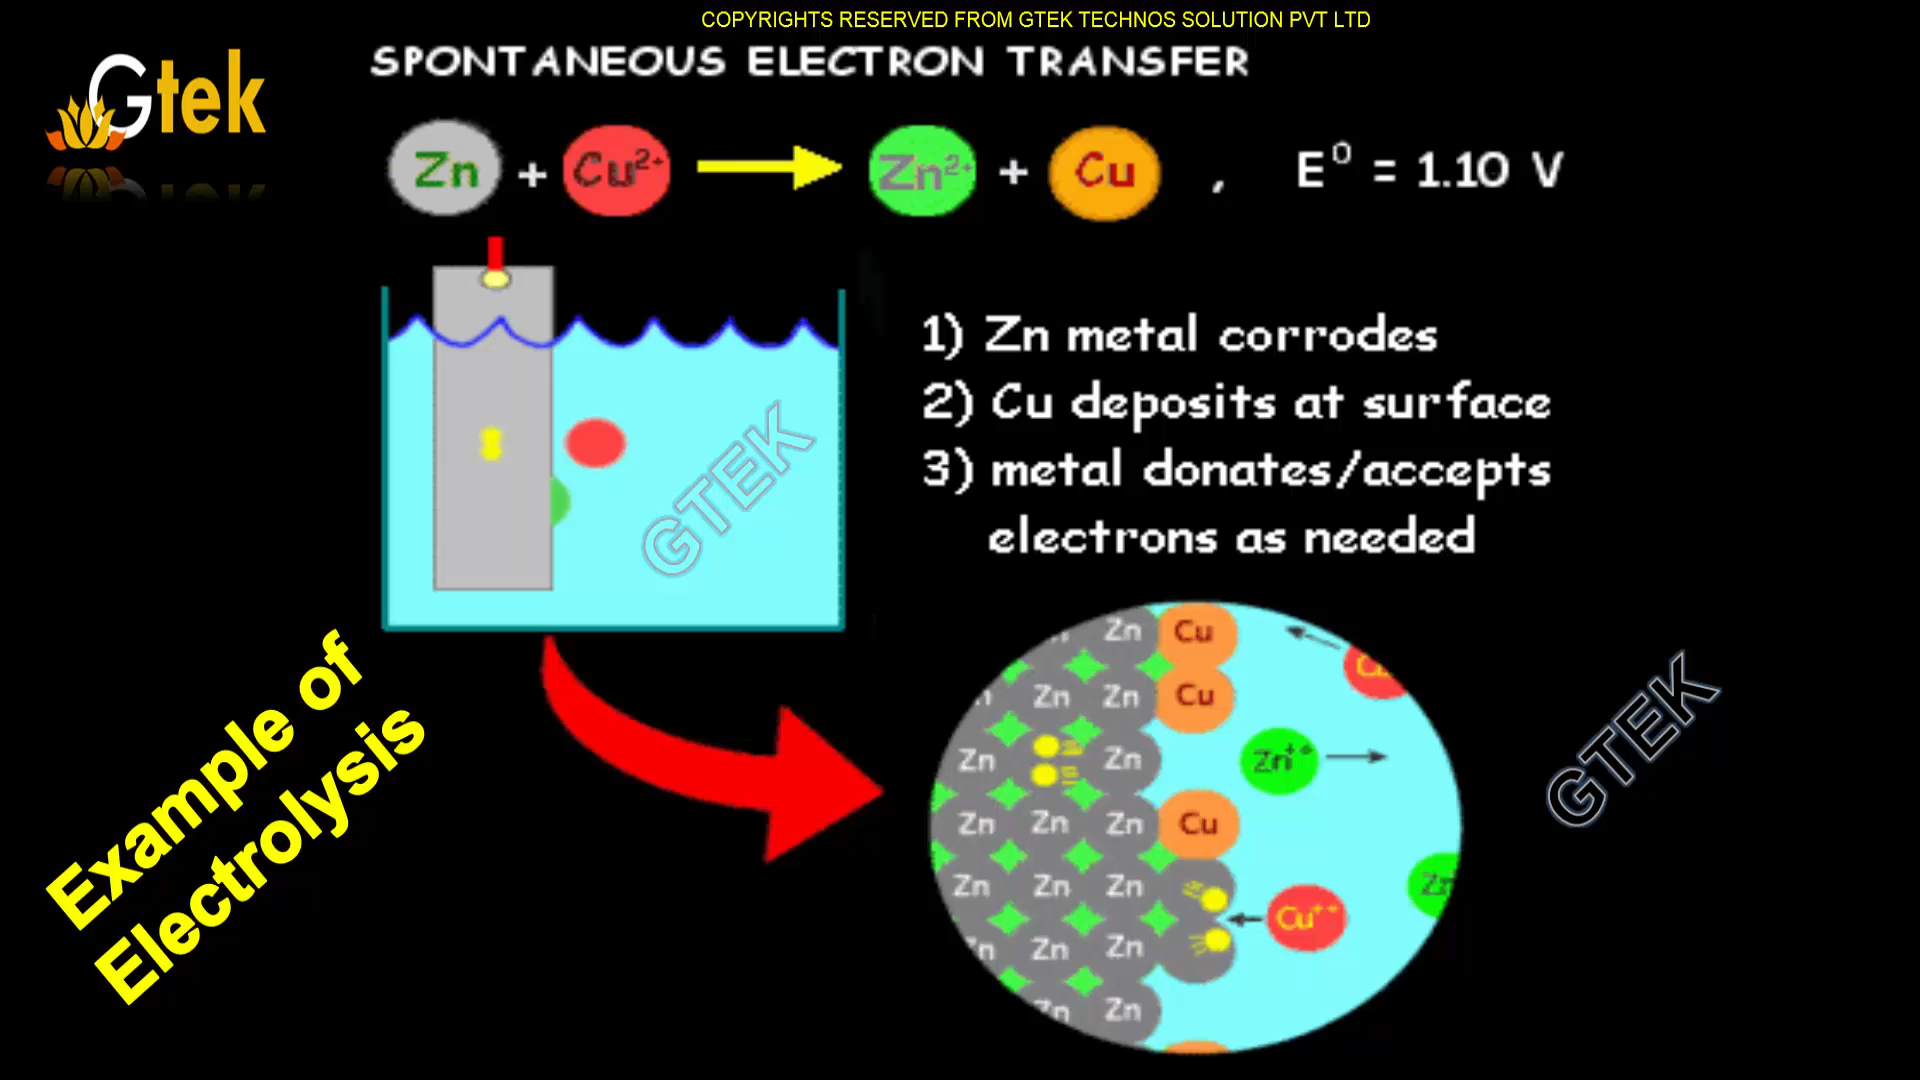 COPYRIGHTS RESERVED FROM GTEK TECHNOS SOLUTION PVT LTD
Gtek
SPONTANEOUS ELECTRON TRANSFER
Zn + Cu²⁺ Zn²⁺ + Cu , E⁰ = 1.10 V
1) Zn metal corrodes
2) Cu deposits at surface
3) metal donates/accepts
electrons as needed
GTEK
Example of
Electrolysis
GTEK
Zn Cu
Zn Zn Cu
Zn Zn Zn⁺⁺
Zn Zn Zn Cu
Zn Zn Zn
Cu⁺⁺
Zn Zn Zn
Zn Zn